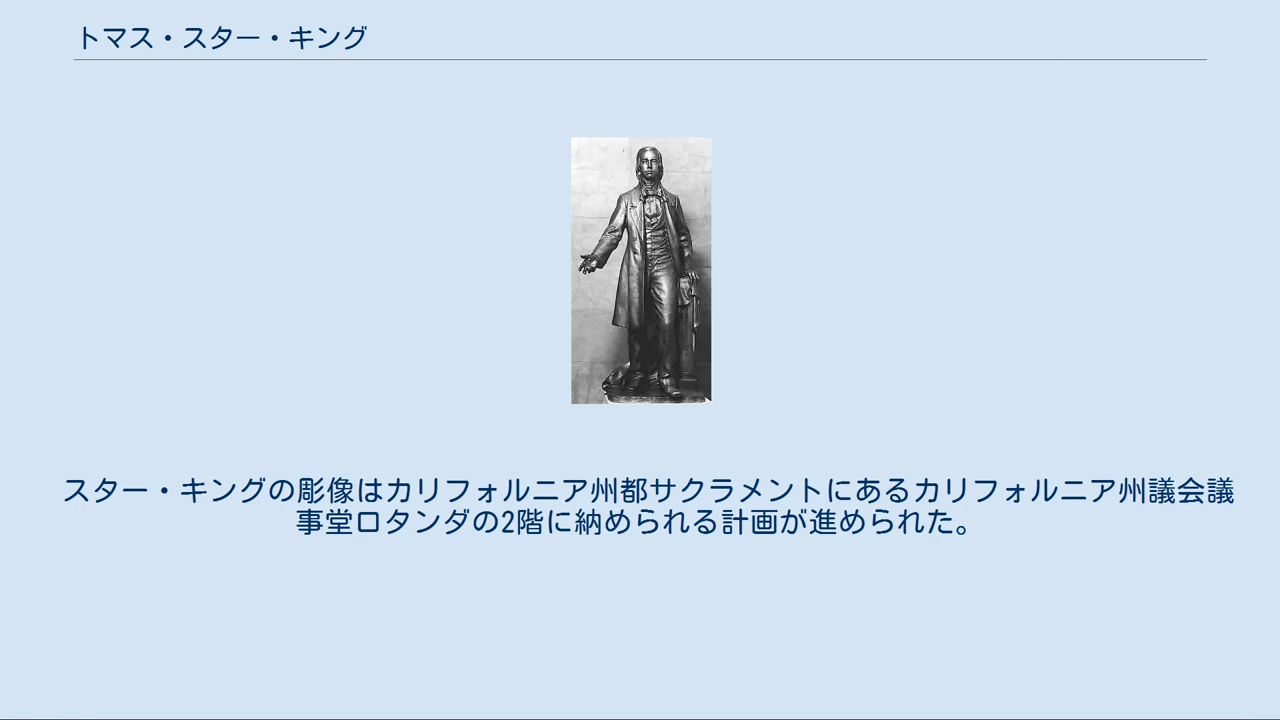 トマス・スター・キング
スター・キングの彫像はカリフォルニア州都サクラメントにあるカリフォルニア州議会議
事堂ロタンダの2階に納められる計画が進められた。